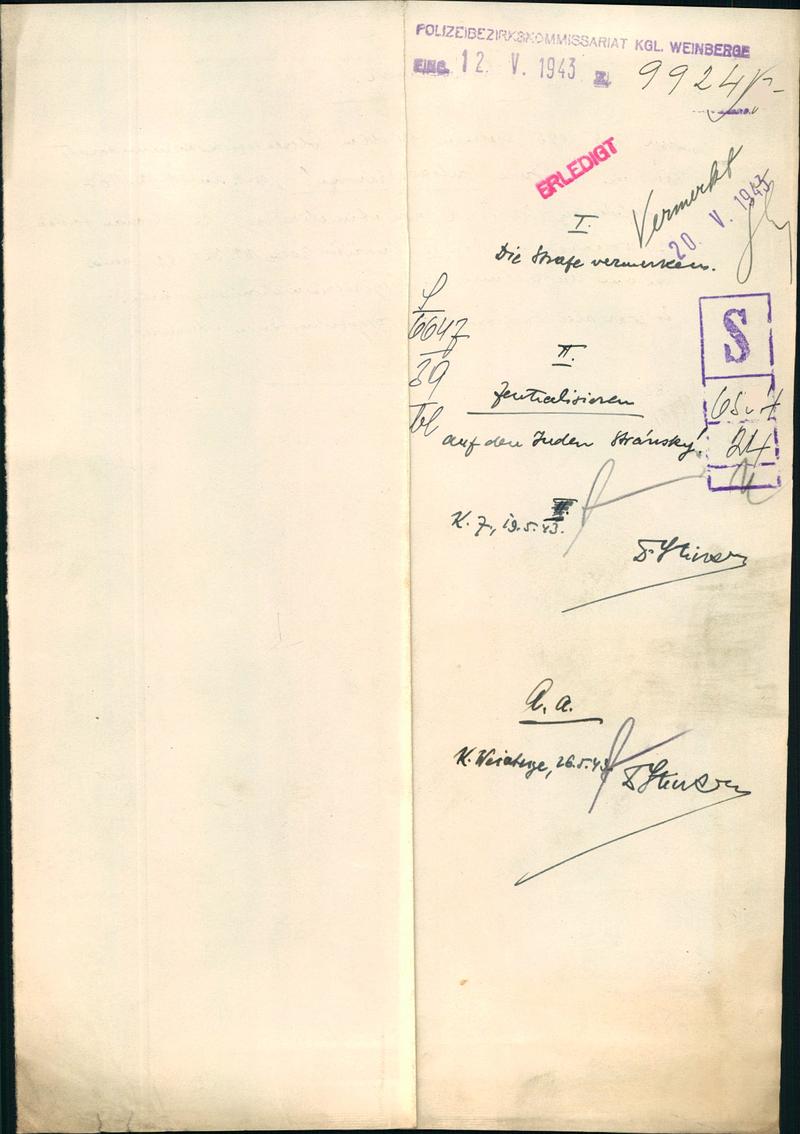 POLIZEIBEZIRKSKOMMISSARIAT KGL. WEINBERGE
EING. 12. V. 1943 Z. 9924
ERLEDIGT
Vermerkt
20. V. 1943
I.
Die Strafe vermerken.
S
6647
39
S
24
II.
Zentralisieren
auf den Juden Stránský!
K. 7, 19.5.43.
A. a.
K. Weinberge, 26.5.43